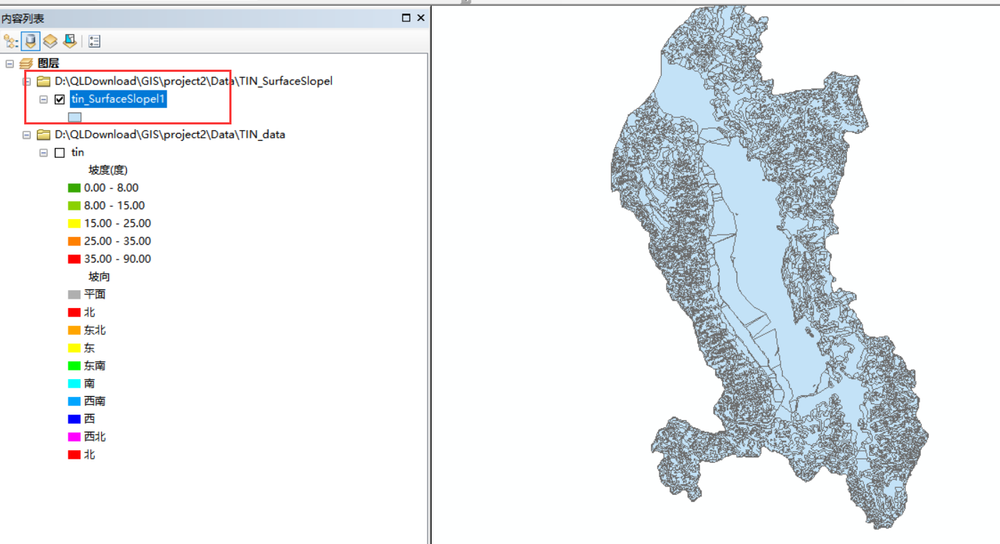 内容列表
图层
D:\QLDownload\GIS\project2\Data\TIN_SurfaceSlopel
tin_SurfaceSlopel1
D:\QLDownload\GIS\project2\Data\TIN_data
tin
坡度(度)
0.00 - 8.00
8.00 - 15.00
15.00 - 25.00
25.00 - 35.00
35.00 - 90.00
坡向
平面
北
东北
东
东南
南
西南
西
西北
北